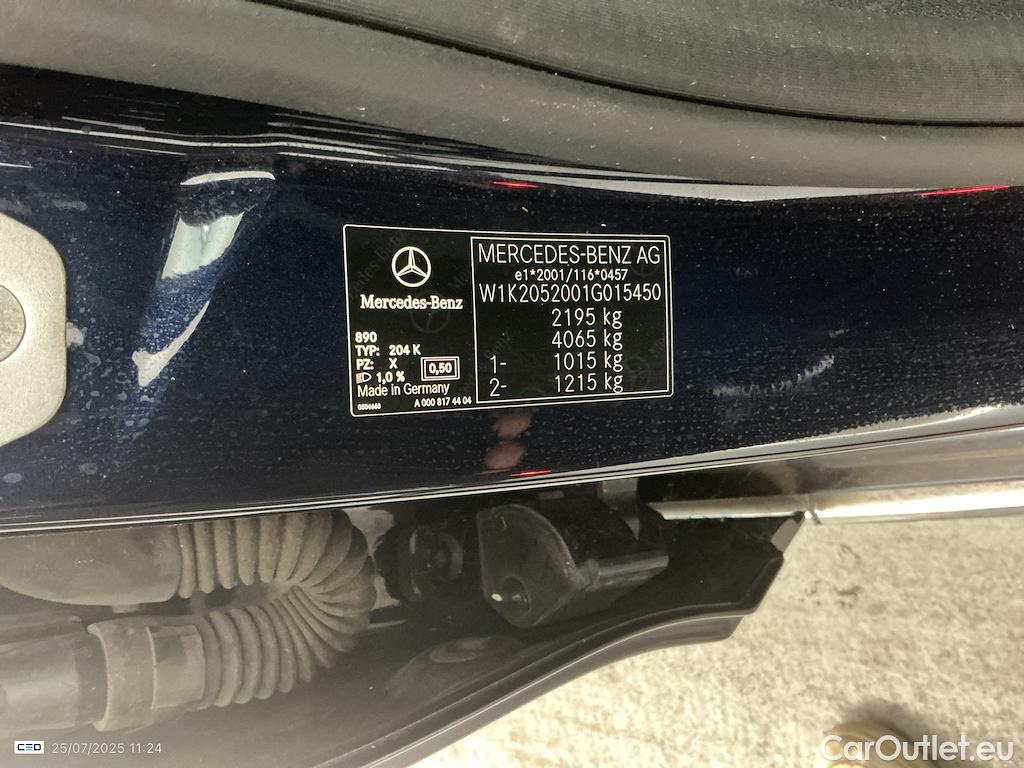 Mercedes-Benz
890
TYP: 204 K
PZ: X
1,0 %
0,50
Made in Germany
0504660
A 000 817 44 04
MERCEDES-BENZ AG
e1*2001/116*0457
W1K2052001G015450
2195 kg
4065 kg
1- 1015 kg
2- 1215 kg
CEO 25/07/2025 11:24
CarOutlet.eu